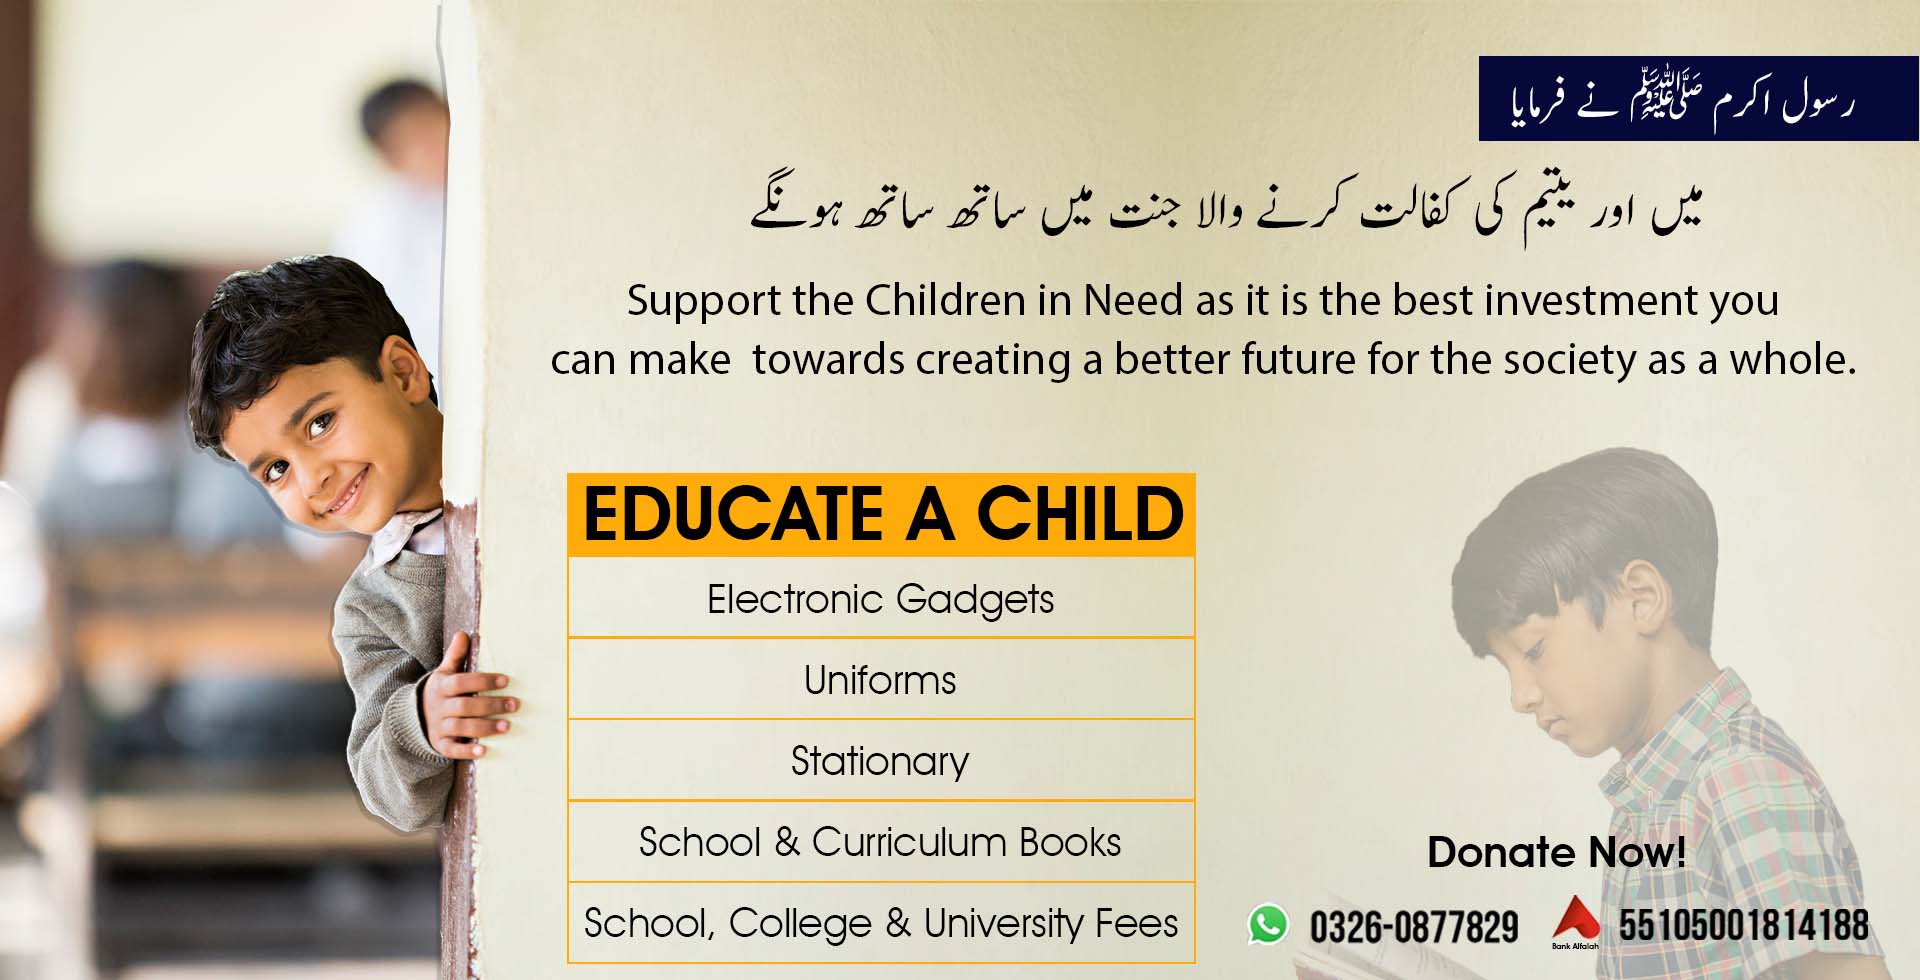 رسول اکرم ﷺ نے فرمایا
میں اور یتیم کی کفالت کرنے والا جنت میں ساتھ ساتھ ہونگے
Support the Children in Need as it is the best investment you
can make towards creating a better future for the society as a whole.
EDUCATE A CHILD
Electronic Gadgets
Uniforms
Stationary
School & Curriculum Books
School, College & University Fees
Donate Now!
0326-0877829
Bank Alfalah
55105001814188